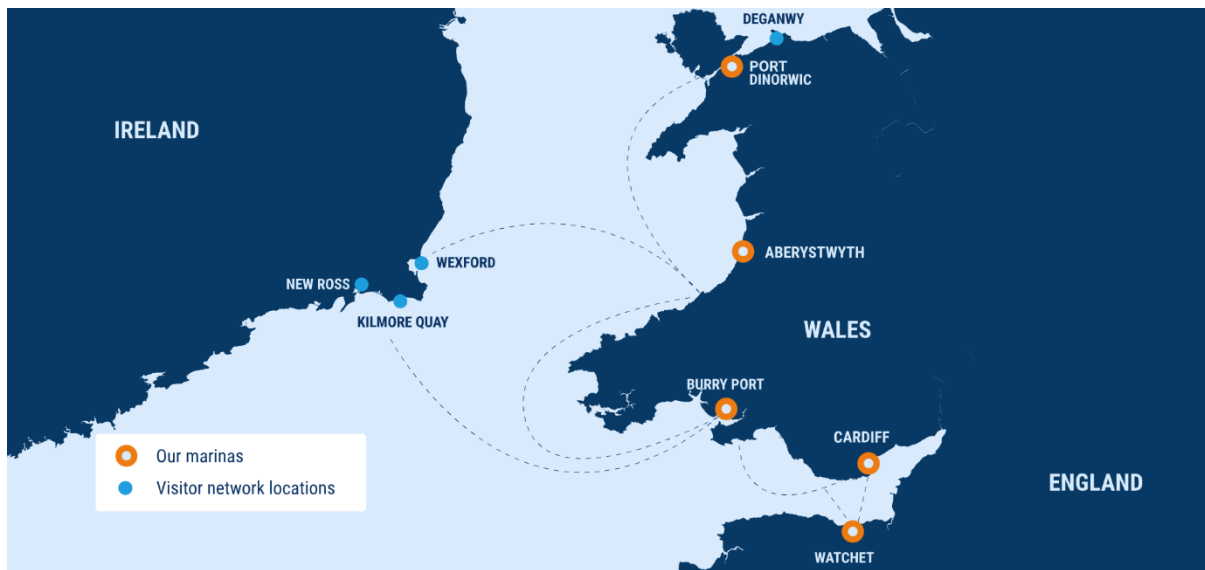 DEGANWY
PORT
DINORWIC
IRELAND
ABERYSTWYTH
WEXFORD
NEW ROSS
KILMORE QUAY
WALES
BURRY PORT
CARDIFF
Our marinas
Visitor network locations
ENGLAND
WATCHET